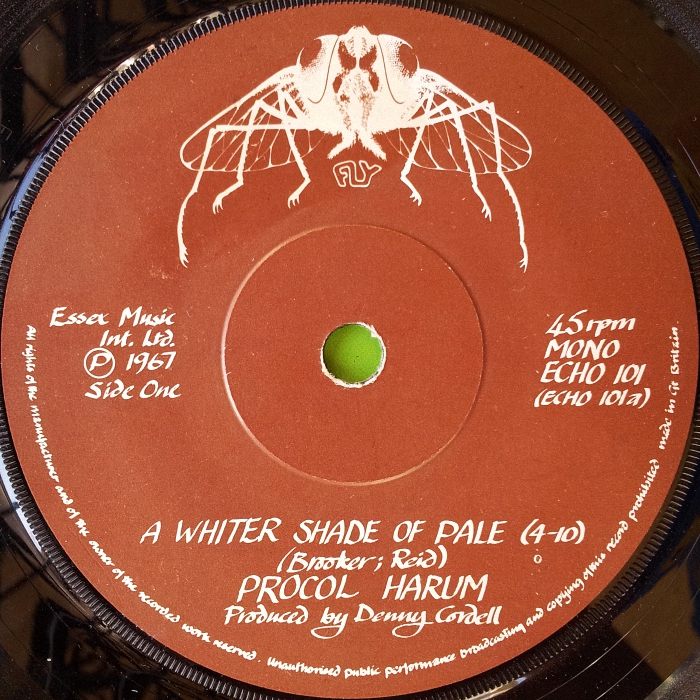 FLY
Essex Music
Int. Ltd.
Ⓟ 1967
Side One
45 rpm
MONO
ECHO 101
(ECHO 101a)
A WHITER SHADE OF PALE (4-10)
(Brooker; Reid)
PROCOL HARUM
Produced by Denny Cordell
All rights of the manufacturer and of the owner of the recorded work reserved. Unauthorised public performance broadcasting and copying of this record prohibited made in Gt Britain.